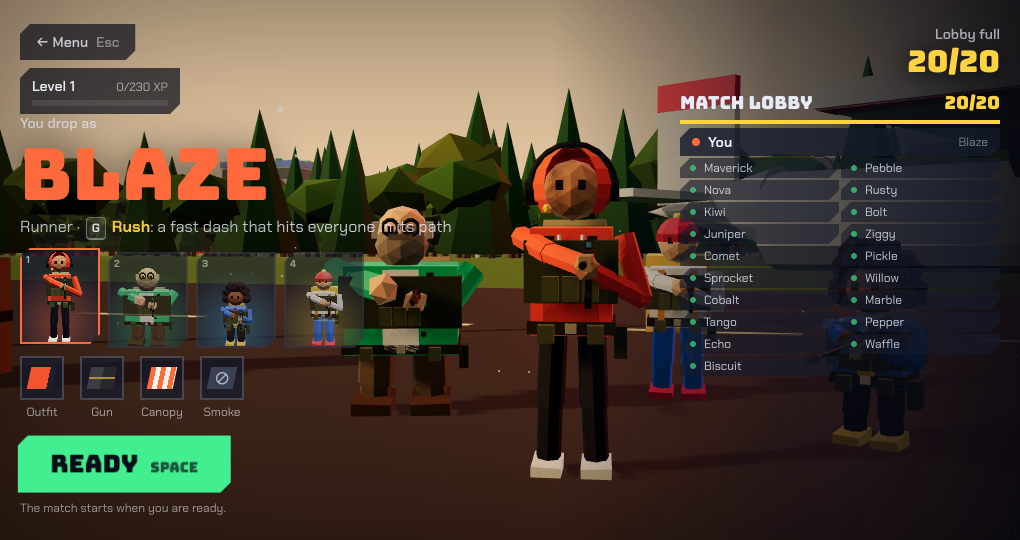 ← Menu Esc
Level 1 0/230 XP
You drop as
BLAZE
Runner · G Rush: a fast dash that hits everyone in its path
1 2 3 4
Outfit Gun Canopy Smoke
READY SPACE
The match starts when you are ready.
Lobby full
20/20
MATCH LOBBY 20/20
You Blaze
Maverick Pebble
Nova Rusty
Kiwi Bolt
Juniper Ziggy
Comet Pickle
Sprocket Willow
Cobalt Marble
Tango Pepper
Echo Waffle
Biscuit